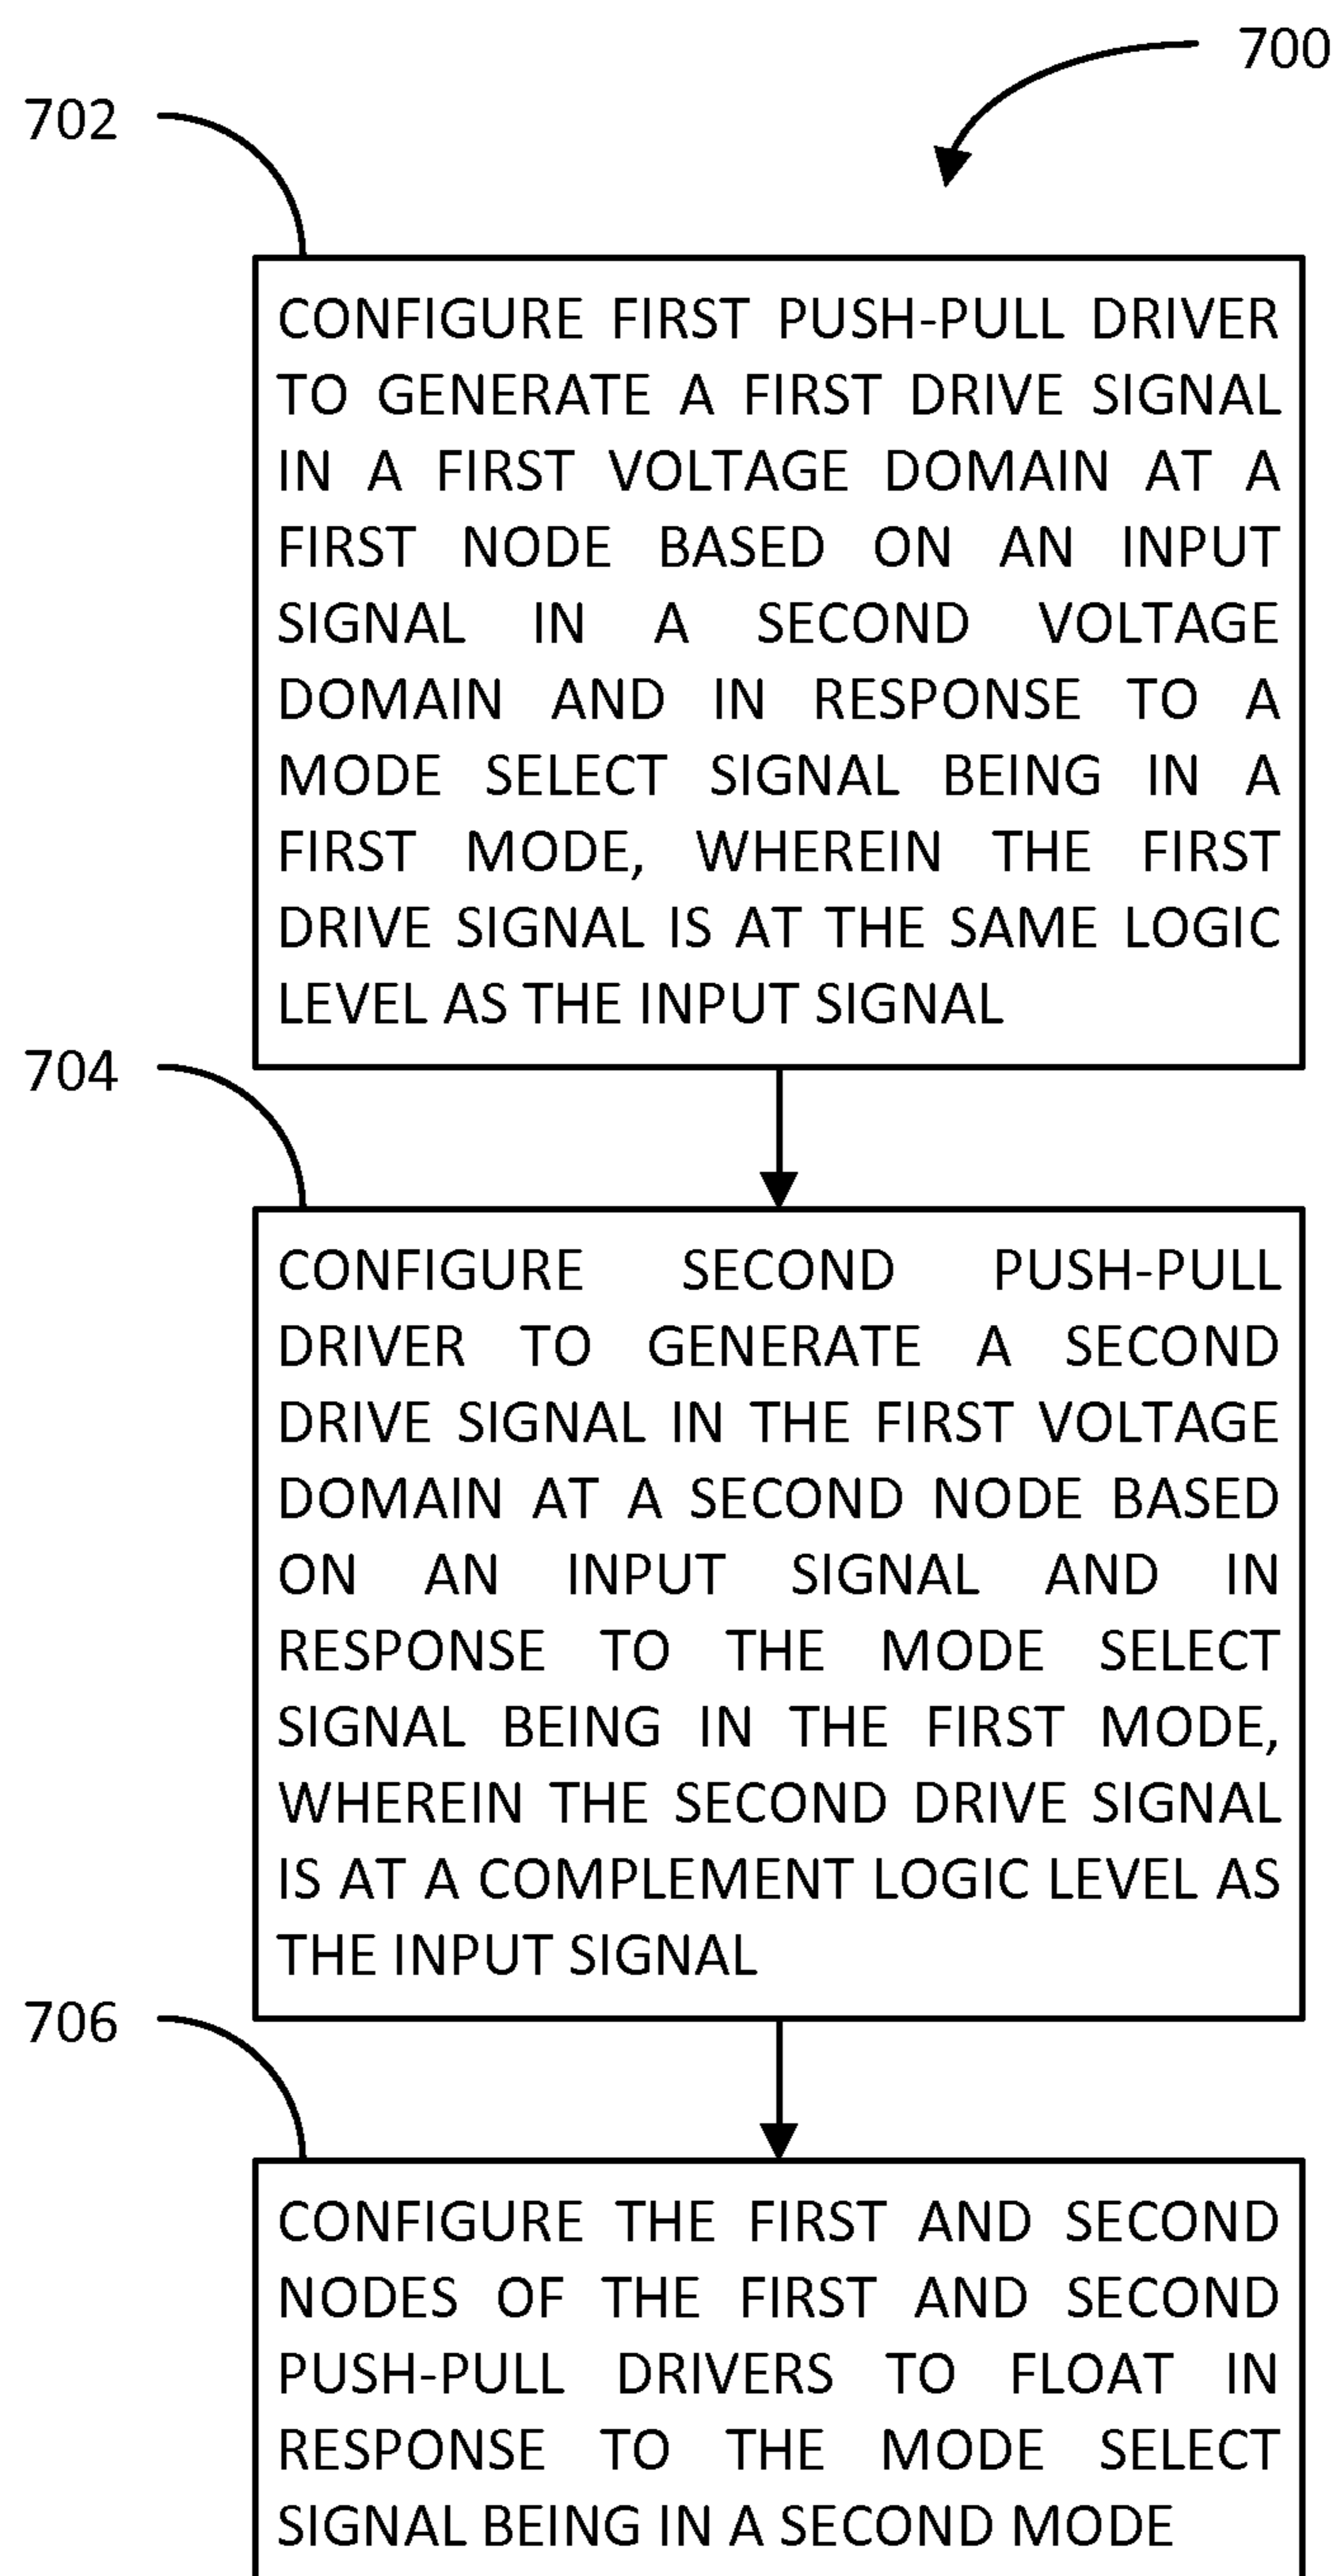 700
702
CONFIGURE FIRST PUSH-PULL DRIVER
TO GENERATE A FIRST DRIVE SIGNAL
IN A FIRST VOLTAGE DOMAIN AT A
FIRST NODE BASED ON AN INPUT
SIGNAL IN A SECOND VOLTAGE
DOMAIN AND IN RESPONSE TO A
MODE SELECT SIGNAL BEING IN A
FIRST MODE, WHEREIN THE FIRST
DRIVE SIGNAL IS AT THE SAME LOGIC
LEVEL AS THE INPUT SIGNAL
704
CONFIGURE SECOND PUSH-PULL
DRIVER TO GENERATE A SECOND
DRIVE SIGNAL IN THE FIRST VOLTAGE
DOMAIN AT A SECOND NODE BASED
ON AN INPUT SIGNAL AND IN
RESPONSE TO THE MODE SELECT
SIGNAL BEING IN THE FIRST MODE,
WHEREIN THE SECOND DRIVE SIGNAL
IS AT A COMPLEMENT LOGIC LEVEL AS
THE INPUT SIGNAL
706
CONFIGURE THE FIRST AND SECOND
NODES OF THE FIRST AND SECOND
PUSH-PULL DRIVERS TO FLOAT IN
RESPONSE TO THE MODE SELECT
SIGNAL BEING IN A SECOND MODE